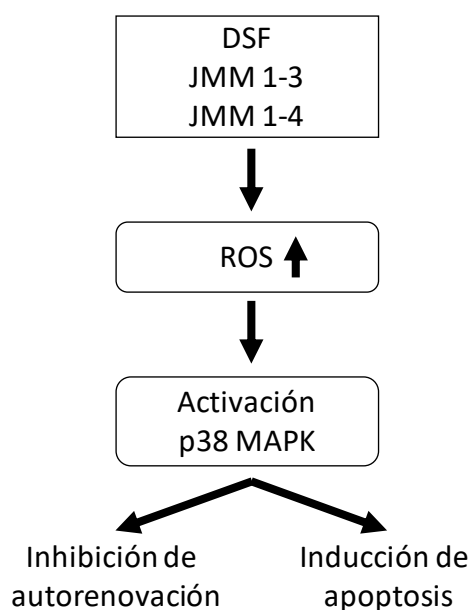 DSF
JMM 1-3
JMM 1-4
ROS
Activación
p38 MAPK
Inhibición de
autorenovación
Inducción de
apoptosis